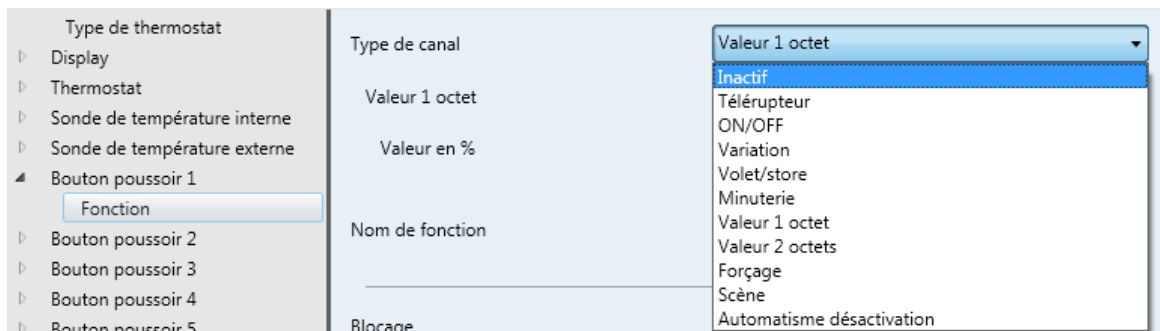 Type de thermostat
Display
Thermostat
Sonde de température interne
Sonde de température externe
Bouton poussoir 1
Fonction
Bouton poussoir 2
Bouton poussoir 3
Bouton poussoir 4
Bouton poussoir 5
Type de canal
Valeur 1 octet
Valeur 1 octet
Valeur en %
Nom de fonction
Blocage
Inactif
Télérupteur
ON/OFF
Variation
Volet/store
Minuterie
Valeur 1 octet
Valeur 2 octets
Forçage
Scène
Automatisme désactivation